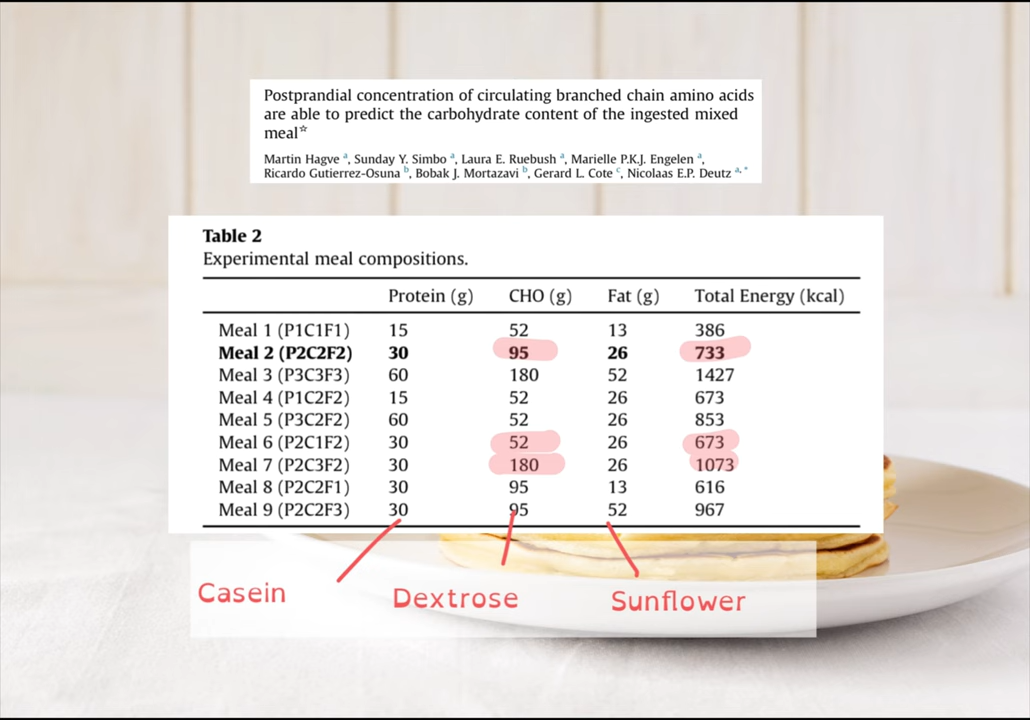 Postprandial concentration of circulating branched chain amino acids
are able to predict the carbohydrate content of the ingested mixed
meal☆
Martin Hagve a, Sunday Y. Simbo a, Laura E. Ruebush a, Marielle P.K.J. Engelen a,
Ricardo Gutierrez-Osuna b, Bobak J. Mortazavi b, Gerard L. Cote c, Nicolaas E.P. Deutz a, *
Table 2
Experimental meal compositions.
Protein (g) CHO (g) Fat (g) Total Energy (kcal)
Meal 1 (P1C1F1) 15 52 13 386
Meal 2 (P2C2F2) 30 95 26 733
Meal 3 (P3C3F3) 60 180 52 1427
Meal 4 (P1C2F2) 15 52 26 673
Meal 5 (P3C2F2) 60 52 26 853
Meal 6 (P2C1F2) 30 52 26 673
Meal 7 (P2C3F2) 30 180 26 1073
Meal 8 (P2C2F1) 30 95 13 616
Meal 9 (P2C2F3) 30 95 52 967
Casein Dextrose Sunflower